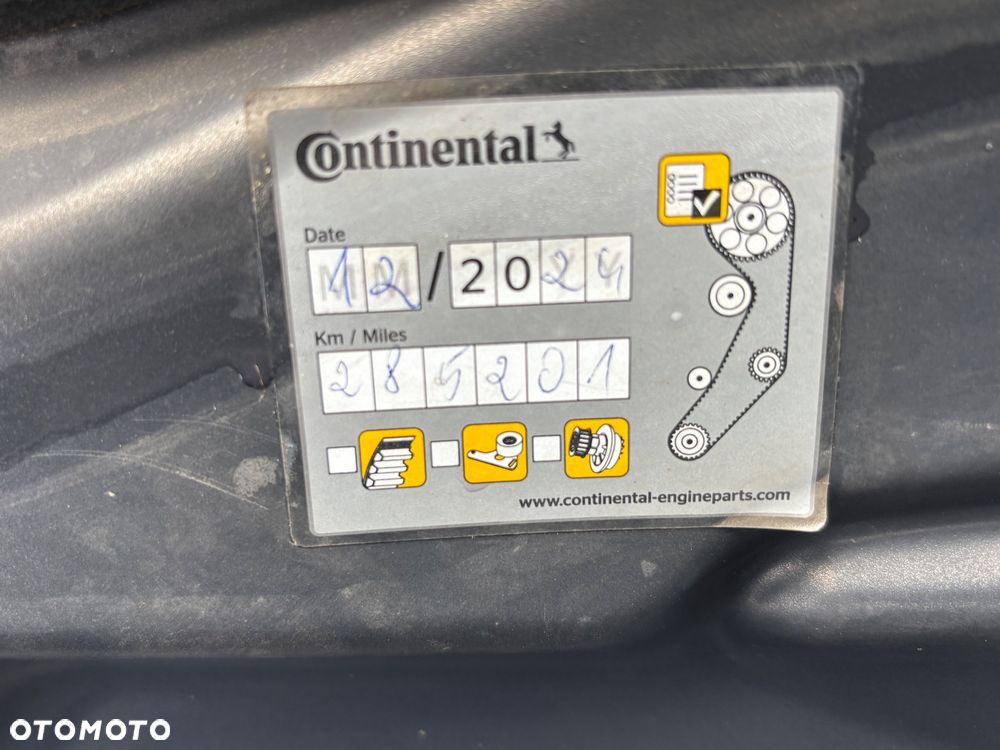 Continental
Date
12/2024
Km / Miles
285201
www.continental-engineparts.com
OTOMOTO